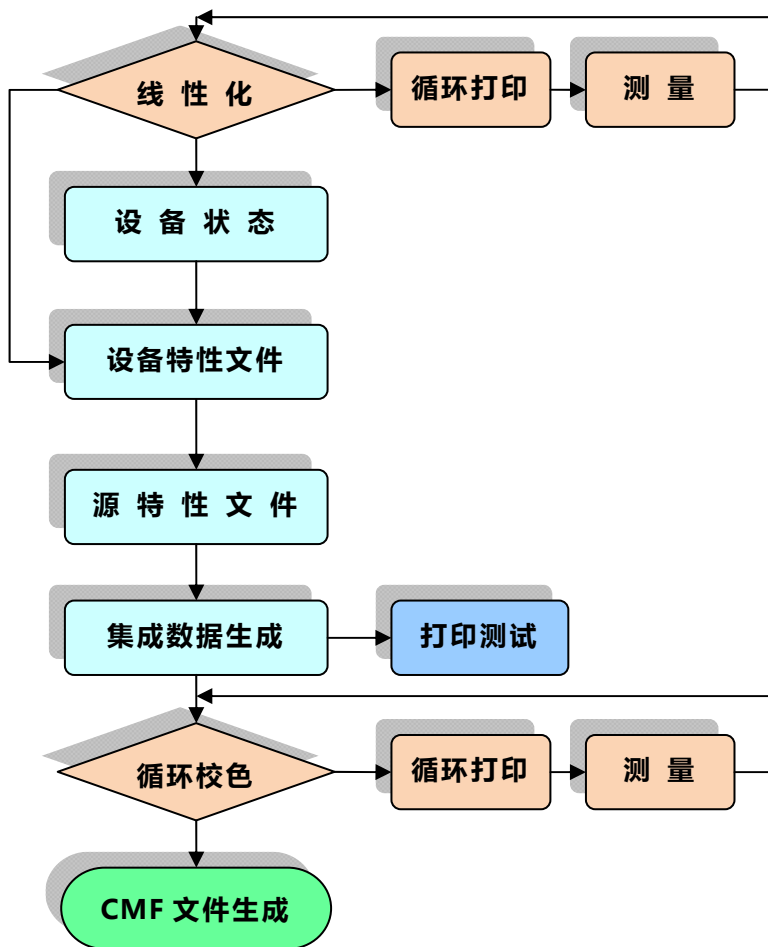 线 性 化
循环打印
测 量
设 备 状 态
设备特性文件
源 特 性 文 件
集成数据生成
打印测试
循环校色
循环打印
测 量
CMF 文件生成